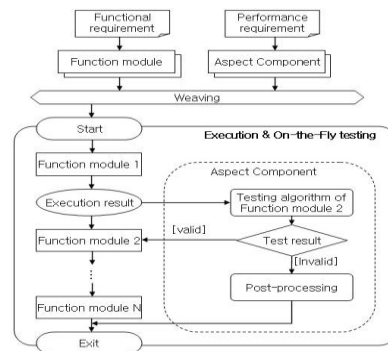 Functional
requirement
Performance
requirement
Function module
Aspect Component
Weaving
Start
Execution & On-the-Fly testing
Function module 1
Aspect Component
Execution result
Testing algorithm of
Function module 2
[valid]
Function module 2
Test result
[Invalid]
Post-processing
Function module N
Exit